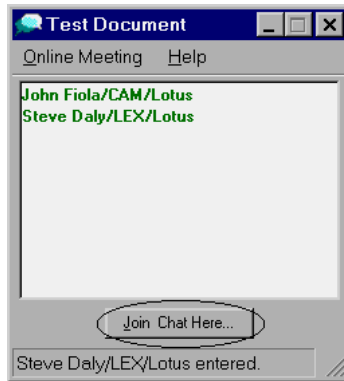 Test Document
Online Meeting Help
John Fiola/CAM/Lotus
Steve Daly/LEX/Lotus
Join Chat Here...
Steve Daly/LEX/Lotus entered.